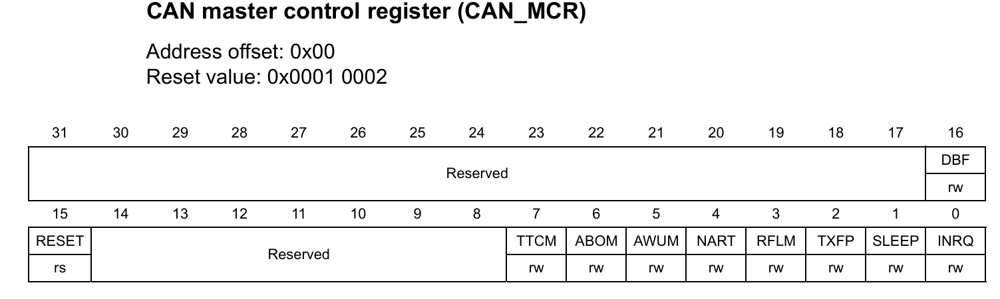 CAN master control register (CAN_MCR)
Address offset: 0x00
Reset value: 0x0001 0002
31 30 29 28 27 26 25 24 23 22 21 20 19 18 17 16
Reserved DBF
rw
15 14 13 12 11 10 9 8 7 6 5 4 3 2 1 0
RESET Reserved TTCM ABOM AWUM NART RFLM TXFP SLEEP INRQ
rs rw rw rw rw rw rw rw rw